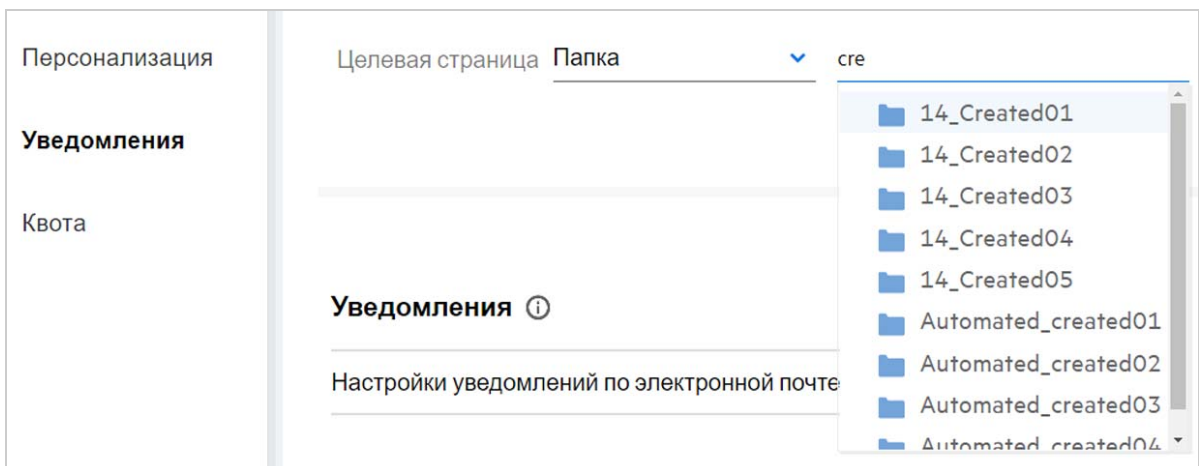 Персонализация
Уведомления
Квота
Целевая страница Папка cre
14_Created01
14_Created02
14_Created03
14_Created04
14_Created05
Automated_created01
Automated_created02
Automated_created03
Automated_created04
Уведомления
Настройки уведомлений по электронной почте